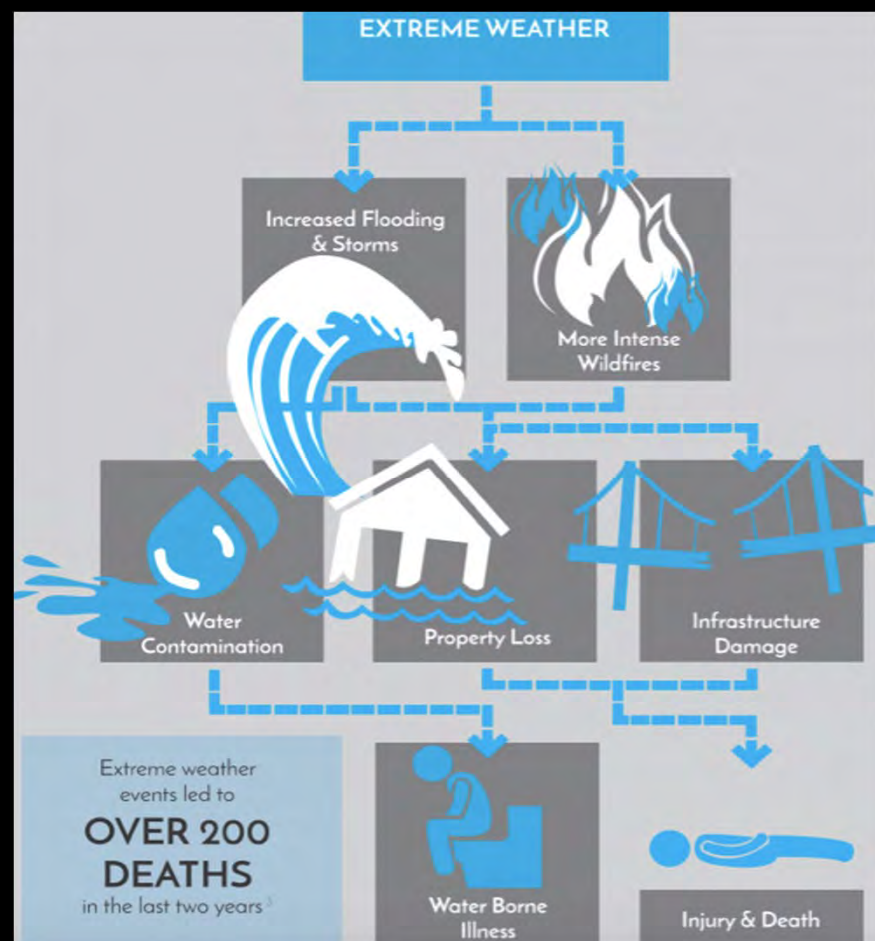 EXTREME WEATHER
Increased Flooding
& Storms
More Intense
Wildfires
Water
Contamination
Property Loss
Infrastructure
Damage
Extreme weather
events led to
OVER 200
DEATHS
in the last two years
Water Borne
Illness
Injury & Death